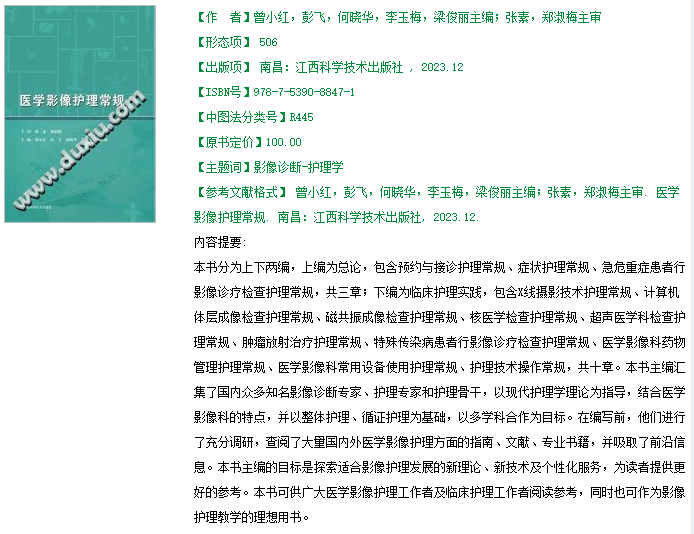 医学影像护理常规
www.duxiu.com
【作　者】曾小红，彭飞，何晓华，李玉梅，梁俊丽主编；张素，郑淑梅主审
【形态项】 506
【出版项】 南昌：江西科学技术出版社 , 2023.12
【ISBN号】978-7-5390-8847-1
【中图法分类号】R445
【原书定价】100.00
【主题词】影像诊断-护理学
【参考文献格式】 曾小红，彭飞，何晓华，李玉梅，梁俊丽主编；张素，郑淑梅主审. 医学
影像护理常规. 南昌：江西科学技术出版社, 2023.12.
内容提要:
本书分为上下两编，上编为总论，包含预约与接诊护理常规、症状护理常规、急危重症患者行
影像诊疗检查护理常规，共三章；下编为临床护理实践，包含X线摄影技术护理常规、计算机
体层成像检查护理常规、磁共振成像检查护理常规、核医学检查护理常规、超声医学科检查护
理常规、肿瘤放射治疗护理常规、特殊传染病患者行影像诊疗检查护理常规、医学影像科药物
管理护理常规、医学影像科常用设备使用护理常规、护理技术操作常规，共十章。本书主编汇
集了国内众多知名影像诊断专家、护理专家和护理骨干，以现代护理学理论为指导，结合医学
影像科的特点，并以整体护理、循证护理为基础，以多学科合作为目标。在编写前，他们进行
了充分调研，查阅了大量国内外医学影像护理方面的指南、文献、专业书籍，并吸取了前沿信
息。本书主编的目标是探索适合影像护理发展的新理论、新技术及个性化服务，为读者提供更
好的参考。本书可供广大医学影像护理工作者及临床护理工作者阅读参考，同时也可作为影像
护理教学的理想用书。